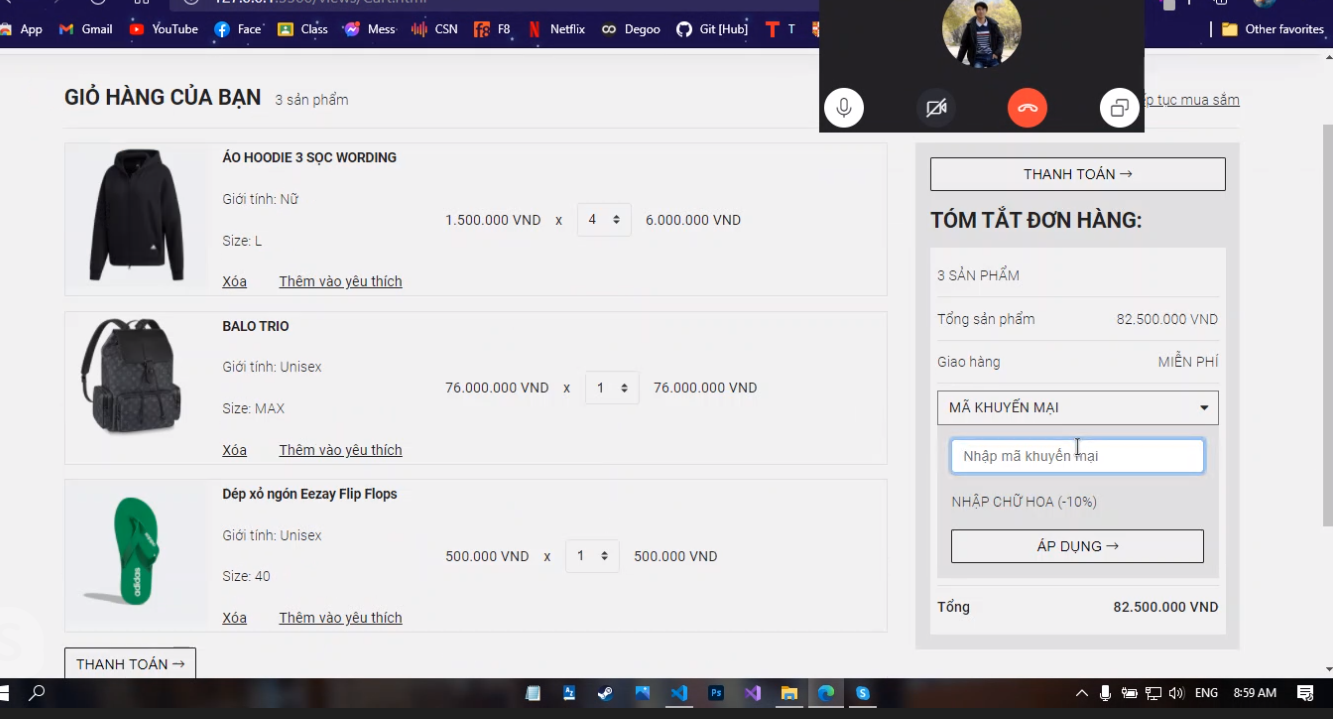 App Gmail YouTube Face Class Mess CSN F8 Netflix Degoo Git[Hub] T Other favorites
GIỎ HÀNG CỦA BẠN 3 sản phẩm
tục mua sắm
ÁO HOODIE 3 SỌC WORDING
Giới tính: Nữ
1.500.000 VND x 4 6.000.000 VND
Size: L
Xóa Thêm vào yêu thích
BALO TRIO
Giới tính: Unisex
76.000.000 VND x 1 76.000.000 VND
Size: MAX
Xóa Thêm vào yêu thích
Dép xỏ ngón Eezay Flip Flops
Giới tính: Unisex
500.000 VND x 1 500.000 VND
Size: 40
Xóa Thêm vào yêu thích
THANH TOÁN →
THANH TOÁN →
TÓM TẮT ĐƠN HÀNG:
3 SẢN PHẨM
Tổng sản phẩm 82.500.000 VND
Giao hàng MIỄN PHÍ
MÃ KHUYẾN MẠI
Nhập mã khuyến mại
NHẬP CHỮ HOA (-10%)
ÁP DỤNG →
Tổng 82.500.000 VND
adidas
ENG 8:59 AM